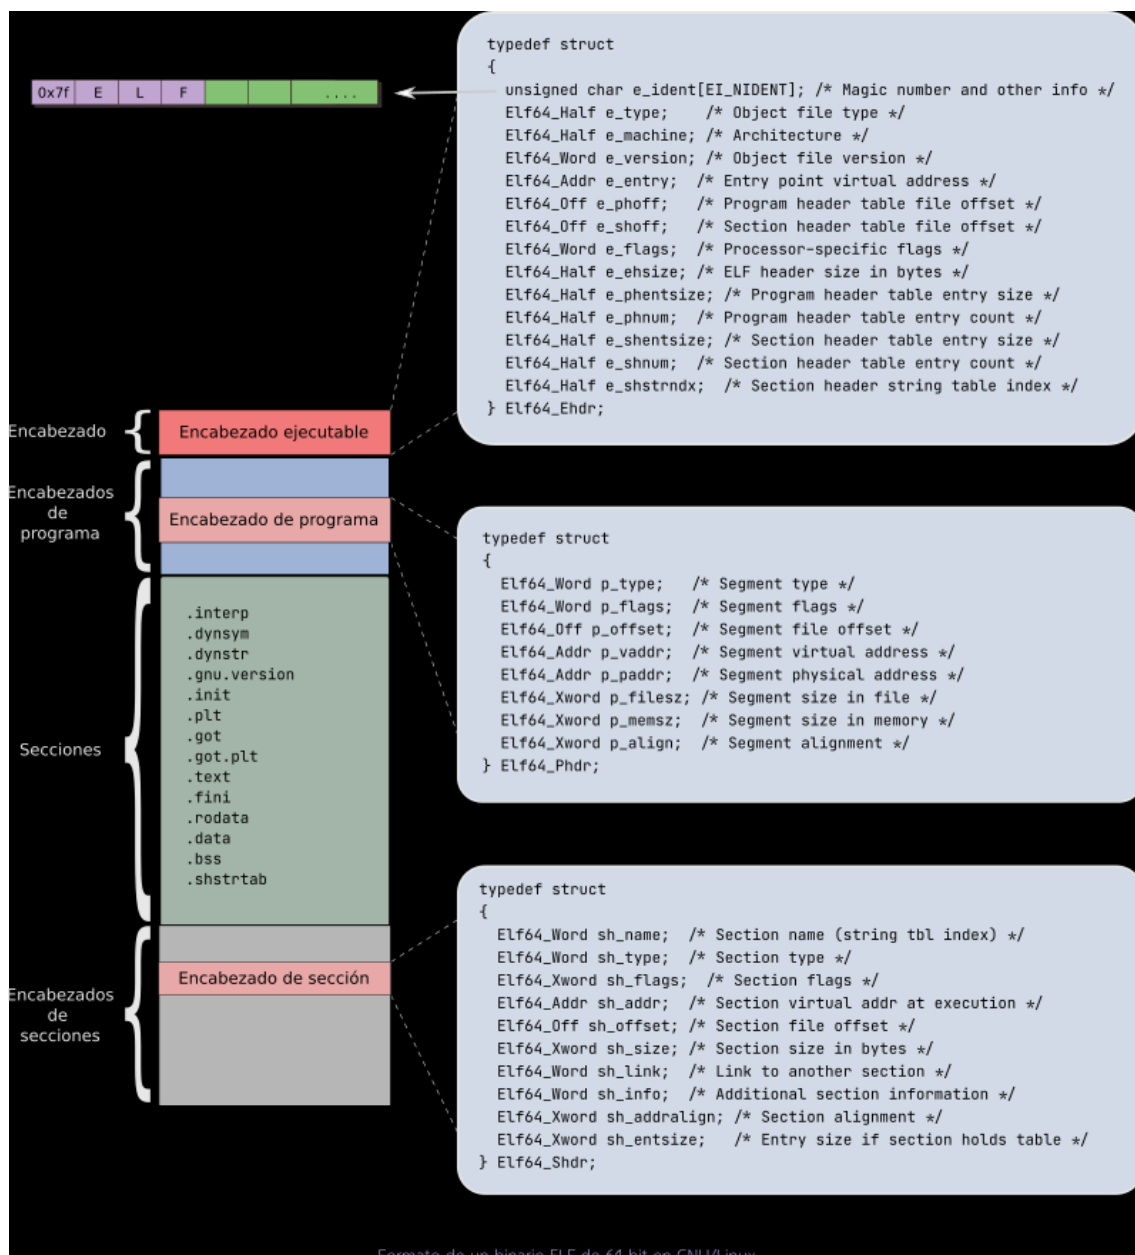 0x7f E L F ....
typedef struct
{
unsigned char e_ident[EI_NIDENT]; /* Magic number and other info */
Elf64_Half e_type; /* Object file type */
Elf64_Half e_machine; /* Architecture */
Elf64_Word e_version; /* Object file version */
Elf64_Addr e_entry; /* Entry point virtual address */
Elf64_Off e_phoff; /* Program header table file offset */
Elf64_Off e_shoff; /* Section header table file offset */
Elf64_Word e_flags; /* Processor-specific flags */
Elf64_Half e_ehsize; /* ELF header size in bytes */
Elf64_Half e_phentsize; /* Program header table entry size */
Elf64_Half e_phnum; /* Program header table entry count */
Elf64_Half e_shentsize; /* Section header table entry size */
Elf64_Half e_shnum; /* Section header table entry count */
Elf64_Half e_shstrndx; /* Section header string table index */
} Elf64_Ehdr;
Encabezado
Encabezado ejecutable
Encabezados
de
programa
Encabezado de programa
typedef struct
{
Elf64_Word p_type; /* Segment type */
Elf64_Word p_flags; /* Segment flags */
Elf64_Off p_offset; /* Segment file offset */
Elf64_Addr p_vaddr; /* Segment virtual address */
Elf64_Addr p_paddr; /* Segment physical address */
Elf64_Xword p_filesz; /* Segment size in file */
Elf64_Xword p_memsz; /* Segment size in memory */
Elf64_Xword p_align; /* Segment alignment */
} Elf64_Phdr;
Secciones
.interp
.dynsym
.dynstr
.gnu.version
.init
.plt
.got
.got.plt
.text
.fini
.rodata
.data
.bss
.shstrtab
Encabezados
de
secciones
Encabezado de sección
typedef struct
{
Elf64_Word sh_name; /* Section name (string tbl index) */
Elf64_Word sh_type; /* Section type */
Elf64_Xword sh_flags; /* Section flags */
Elf64_Addr sh_addr; /* Section virtual addr at execution */
Elf64_Off sh_offset; /* Section file offset */
Elf64_Xword sh_size; /* Section size in bytes */
Elf64_Word sh_link; /* Link to another section */
Elf64_Word sh_info; /* Additional section information */
Elf64_Xword sh_addralign; /* Section alignment */
Elf64_Xword sh_entsize; /* Entry size if section holds table */
} Elf64_Shdr;
Formato de un binario ELF de 64 bit en GNU/Linux